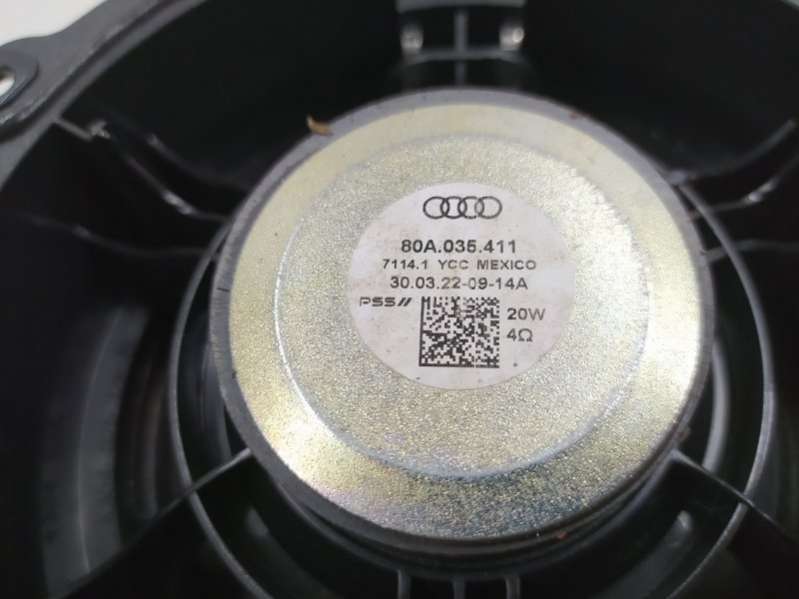 80A.035.411
7114.1 YCC MEXICO
30.03.22-09-14A
PSS//
20W
4Ω